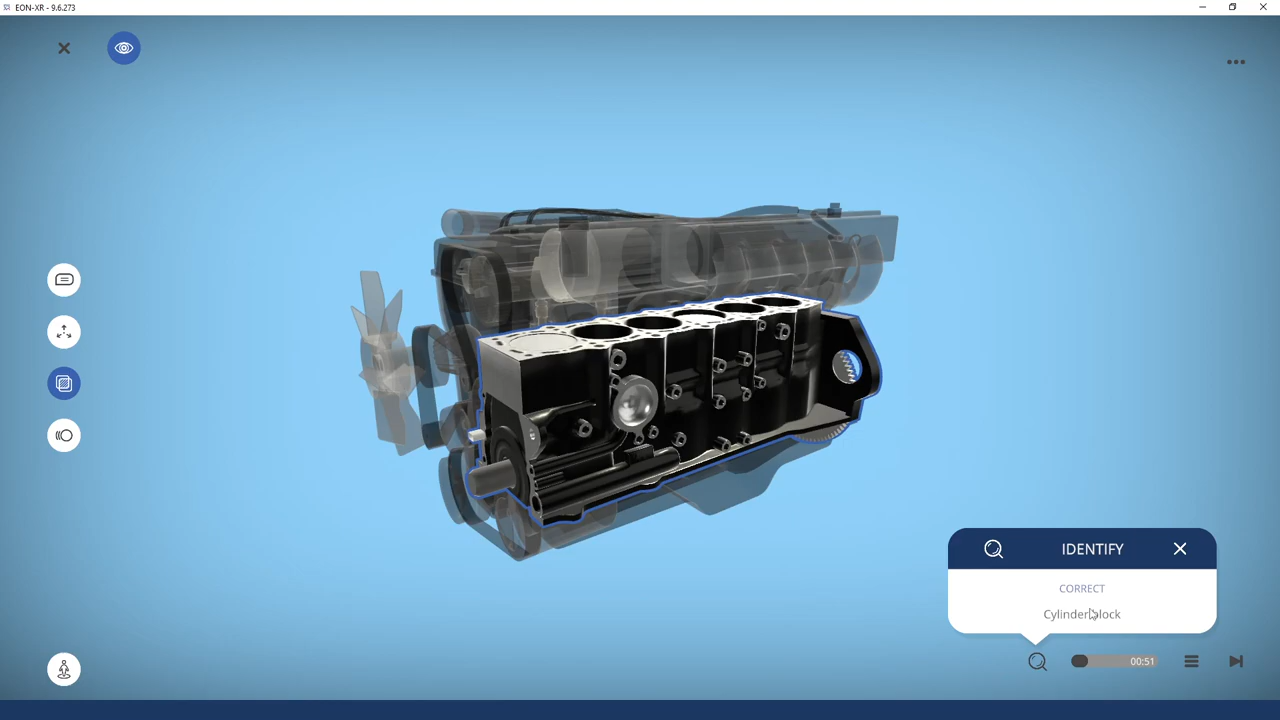 EON-XR - 9.6.273
IDENTIFY
CORRECT
Cylinder block
00:51